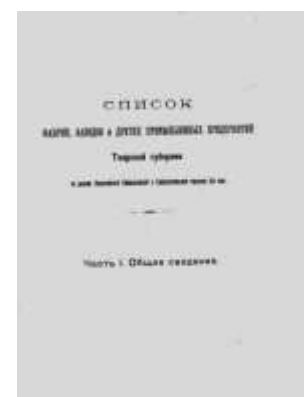 СПИСОК
ФАБРИК, ЗАВОДОВ и ДРУГИХ ПРОМЫШЛЕННЫХ ПРЕДПРИЯТИЙ
Тверской губернии
Часть I. Общие сведения